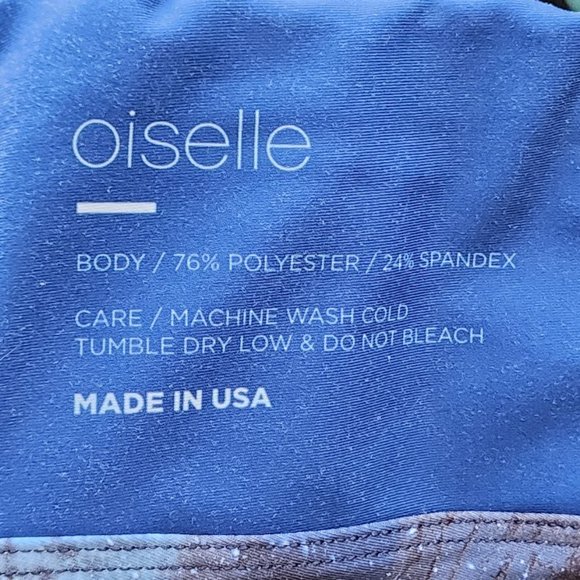 oiselle
BODY / 76% POLYESTER / 24% SPANDEX
CARE / MACHINE WASH COLD
TUMBLE DRY LOW & DO NOT BLEACH
MADE IN USA